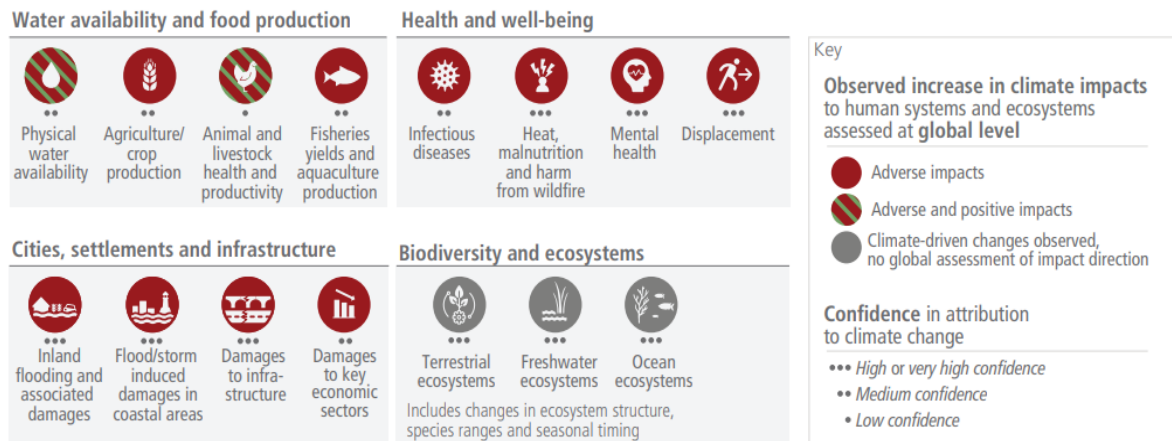 Water availability and food production
Physical
water
availability
Agriculture/
crop
production
Animal and
livestock
health and
productivity
Fisheries
yields and
aquaculture
production
Health and well-being
Infectious
diseases
Heat,
malnutrition
and harm
from wildfire
Mental
health
Displacement
Cities, settlements and infrastructure
Inland
flooding and
associated
damages
Flood/storm
induced
damages in
coastal areas
Damages
to infra-
structure
Damages
to key
economic
sectors
Biodiversity and ecosystems
Terrestrial
ecosystems
Freshwater
ecosystems
Ocean
ecosystems
Includes changes in ecosystem structure,
species ranges and seasonal timing
Key
Observed increase in climate impacts
to human systems and ecosystems
assessed at global level
Adverse impacts
Adverse and positive impacts
Climate-driven changes observed,
no global assessment of impact direction
Confidence in attribution
to climate change
••• High or very high confidence
•• Medium confidence
• Low confidence